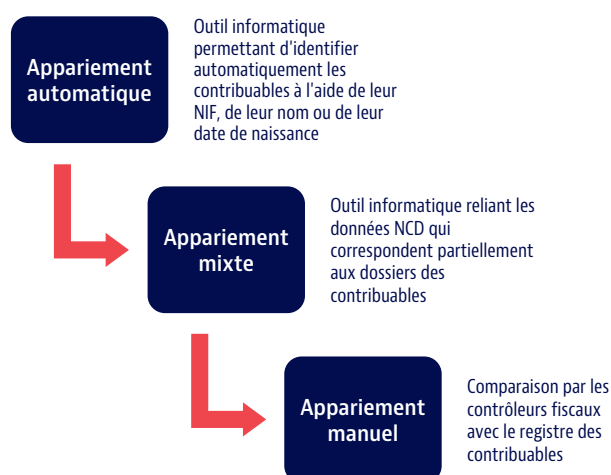 Appariement
automatique
Outil informatique
permettant d'identifier
automatiquement les
contribuables à l'aide de leur
NIF, de leur nom ou de leur
date de naissance
Appariement
mixte
Outil informatique reliant les
données NCD qui
correspondent partiellement
aux dossiers des
contribuables
Appariement
manuel
Comparaison par les
contrôleurs fiscaux
avec le registre des
contribuables